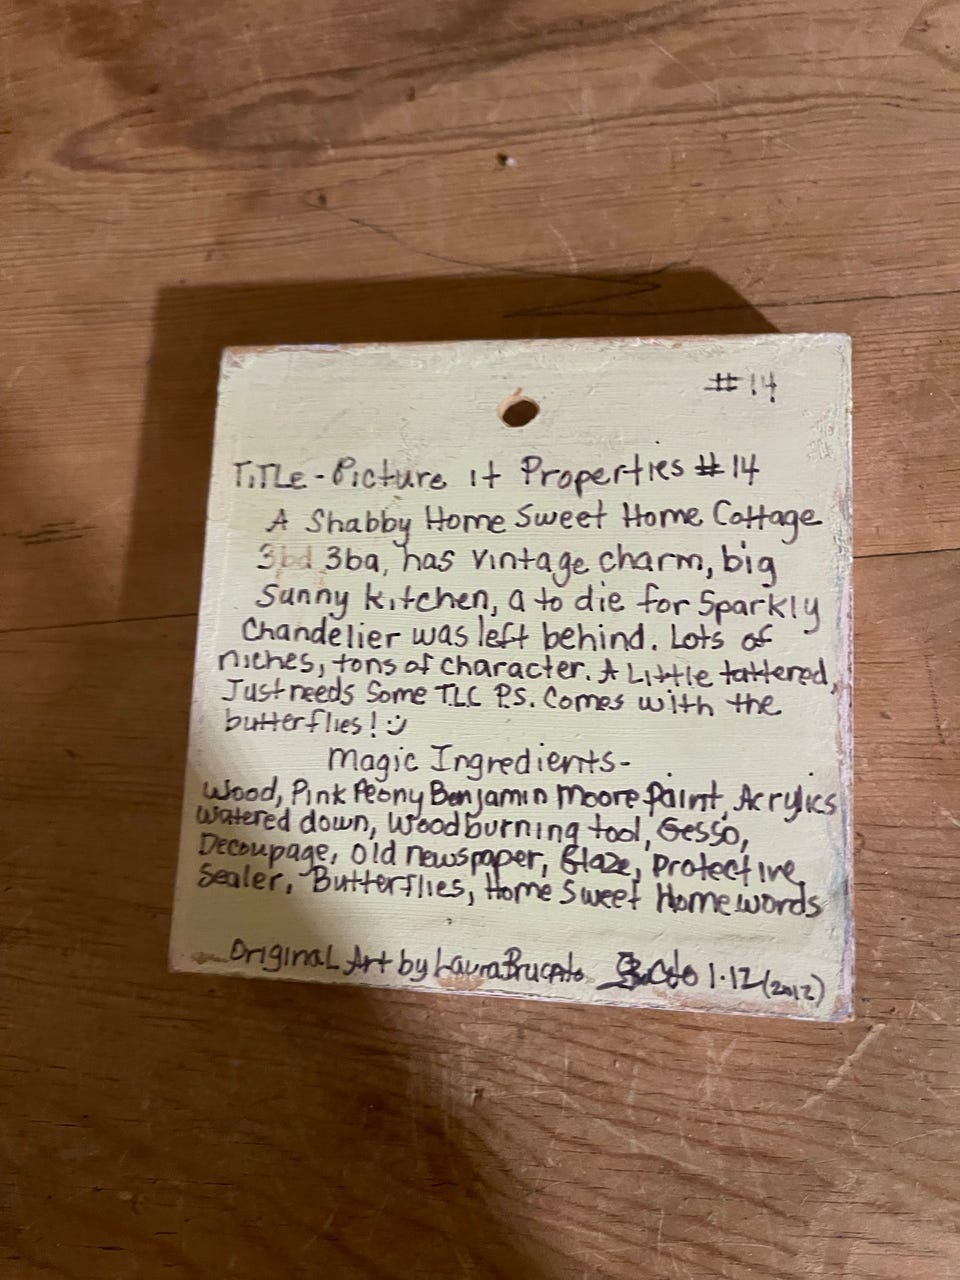 #14
TiTLe - Picture it Properties #14
A Shabby Home Sweet Home Cottage
3bd 3ba, has vintage charm, big
Sunny kitchen, a to die for Sparkly
Chandelier was left behind. Lots of
niches, tons of character. A Little tattered,
Just needs Some TLC P.S. Comes with the
butterflies! :)
Magic Ingredients-
Wood, Pink Peony Benjamin Moore Paint, Acrylics
watered down, Woodburning tool, Gesso,
Decoupage, old newspaper, Glaze, Protective
Sealer, Butterflies, Home Sweet Home words
Original Art by Laura Brucato 1.12 (2012)